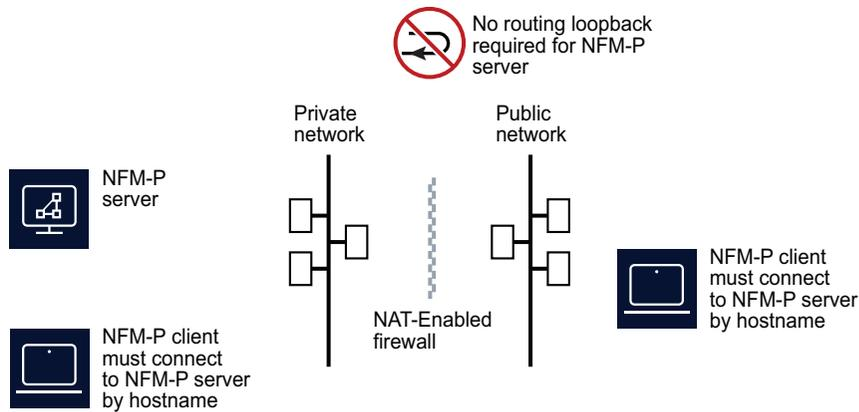 No routing loopback
required for NFM-P
server
Private
network
Public
network
NFM-P
server
NFM-P client
must connect
to NFM-P server
by hostname
NAT-Enabled
firewall
NFM-P client
must connect
to NFM-P server
by hostname